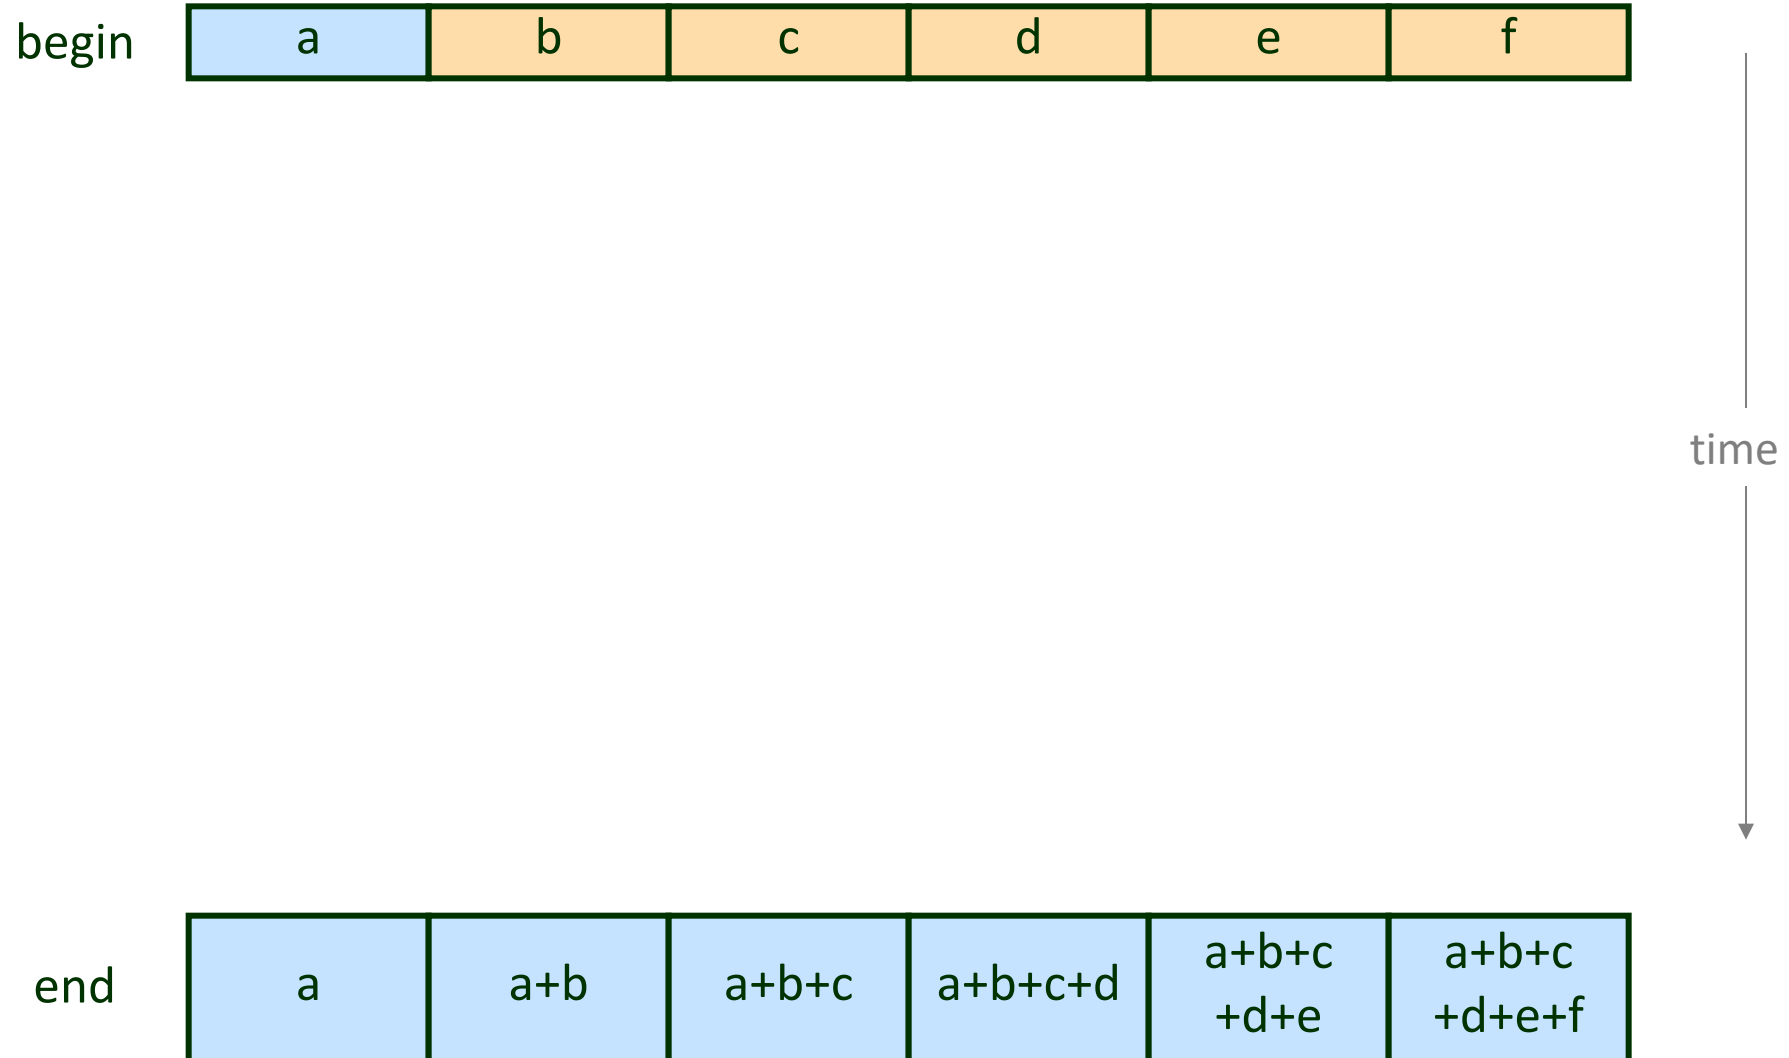 begin a b c d e f
time
end a a+b a+b+c a+b+c+d a+b+c
+d+e a+b+c
+d+e+f